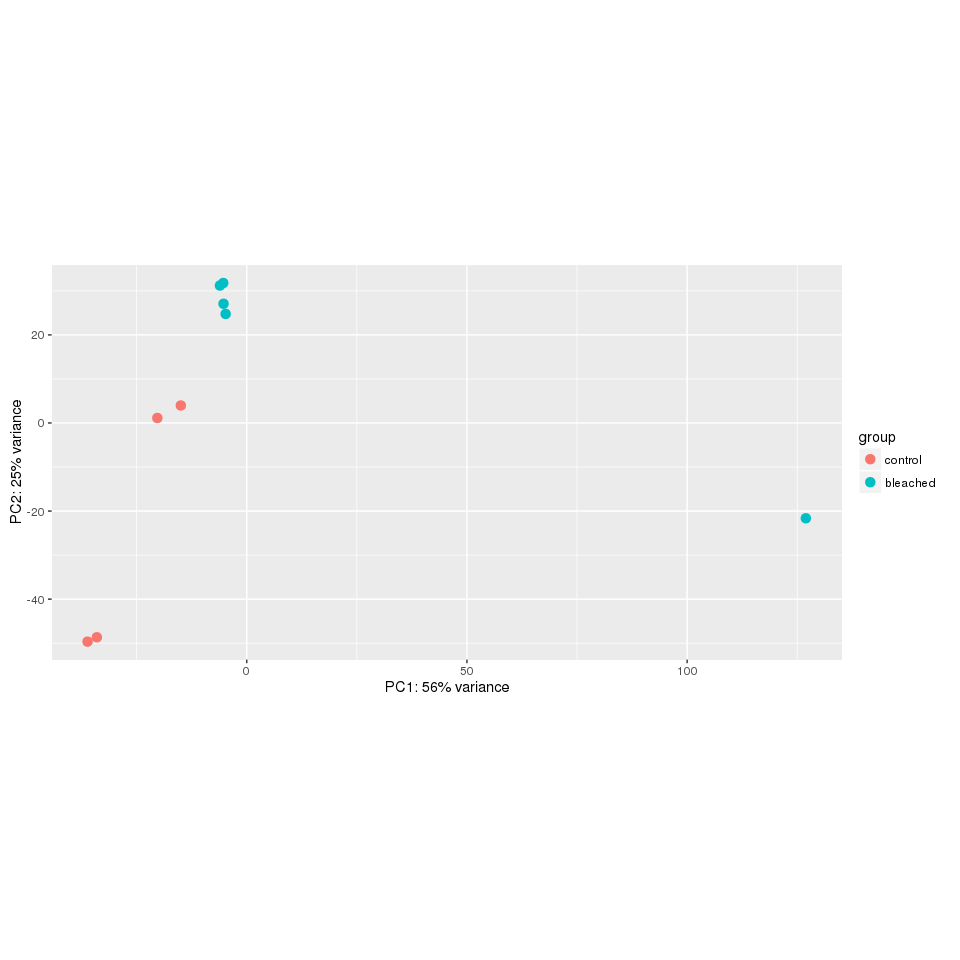 20
0
-20
-40
PC2: 25% variance
0
50
100
PC1: 56% variance
group
control
bleached